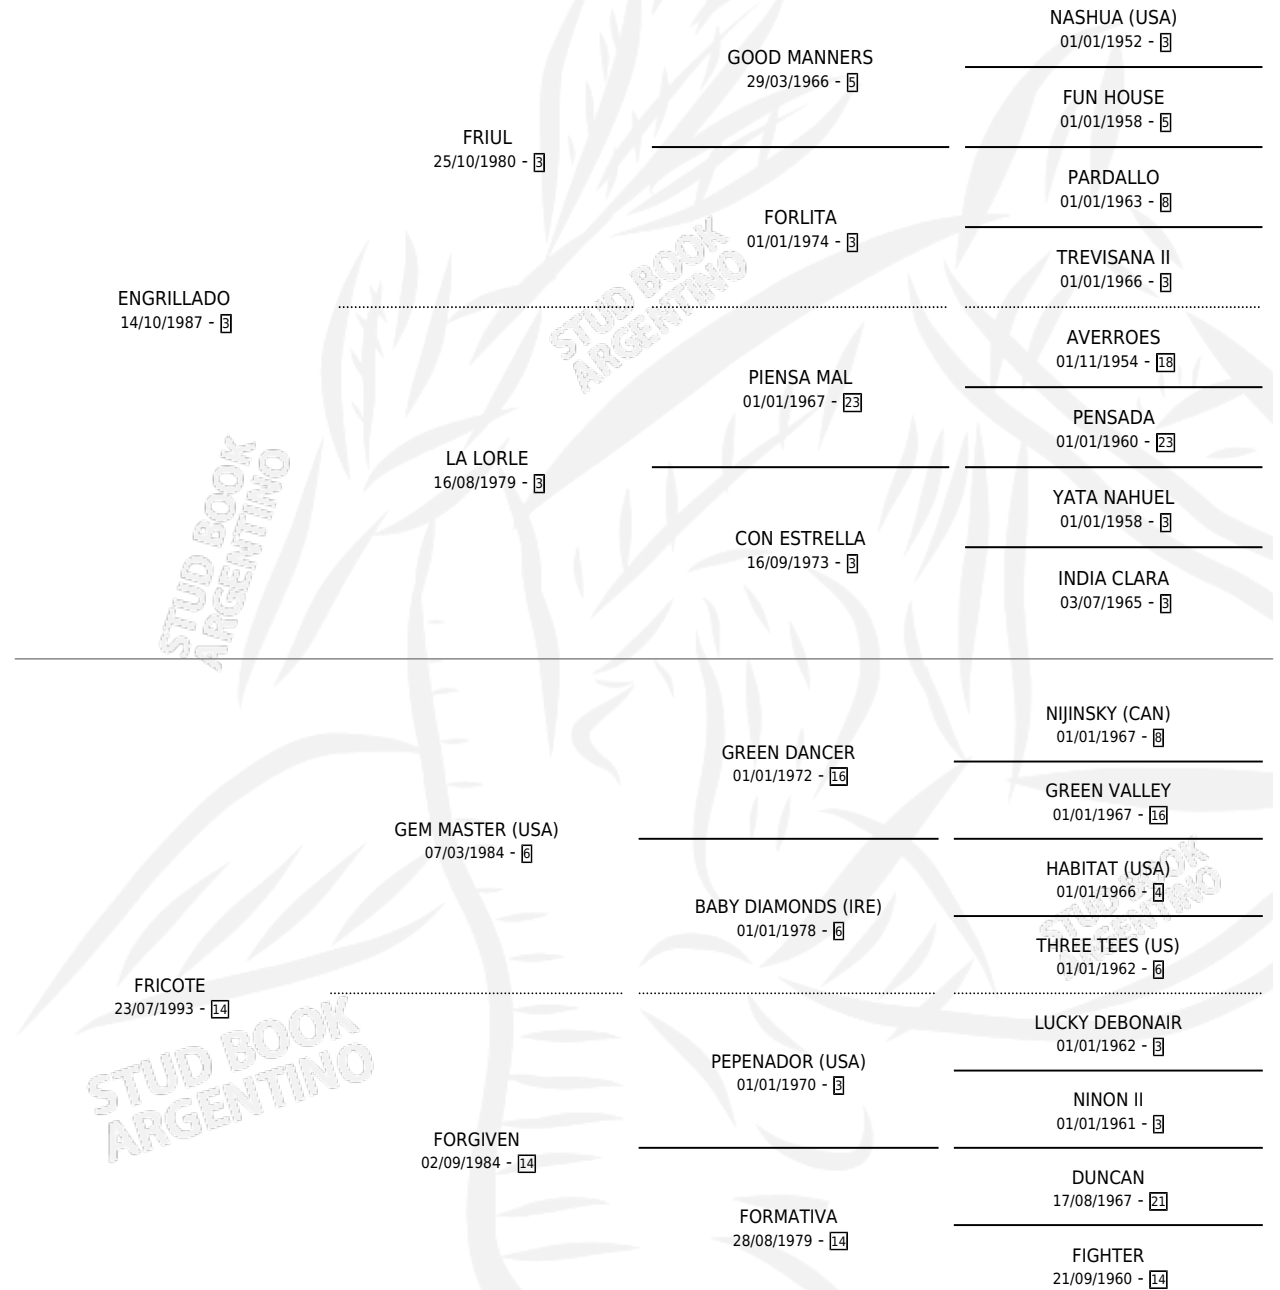 NASHUA (USA)
01/01/1952 - 3
GOOD MANNERS
29/03/1966 - 5
FUN HOUSE
01/01/1958 - 5
FRIUL
25/10/1980 - 3
PARDALLO
01/01/1963 - 8
FORLITA
01/01/1974 - 3
TREVISANA II
01/01/1966 - 3
ENGRILLADO
14/10/1987 - 3
AVERROES
01/11/1954 - 18
PIENSA MAL
01/01/1967 - 23
PENSADA
01/01/1960 - 23
LA LORLE
16/08/1979 - 3
YATA NAHUEL
01/01/1958 - 3
CON ESTRELLA
16/09/1973 - 3
INDIA CLARA
03/07/1965 - 3
STUD BOOK
ARGENTINO
STUD BOOK
ARGENTINO
NIJINSKY (CAN)
01/01/1967 - 8
GREEN DANCER
01/01/1972 - 16
GREEN VALLEY
01/01/1967 - 16
GEM MASTER (USA)
07/03/1984 - 6
HABITAT (USA)
01/01/1966 - 4
BABY DIAMONDS (IRE)
01/01/1978 - 6
THREE TEES (US)
01/01/1962 - 6
FRICOTE
23/07/1993 - 14
LUCKY DEBONAIR
01/01/1962 - 3
PEPENADOR (USA)
01/01/1970 - 3
NINON II
01/01/1961 - 3
FORGIVEN
02/09/1984 - 14
DUNCAN
17/08/1967 - 21
FORMATIVA
28/08/1979 - 14
FIGHTER
21/09/1960 - 14
STUD BOOK
ARGENTINO
STUD BOOK
ARGENTINO